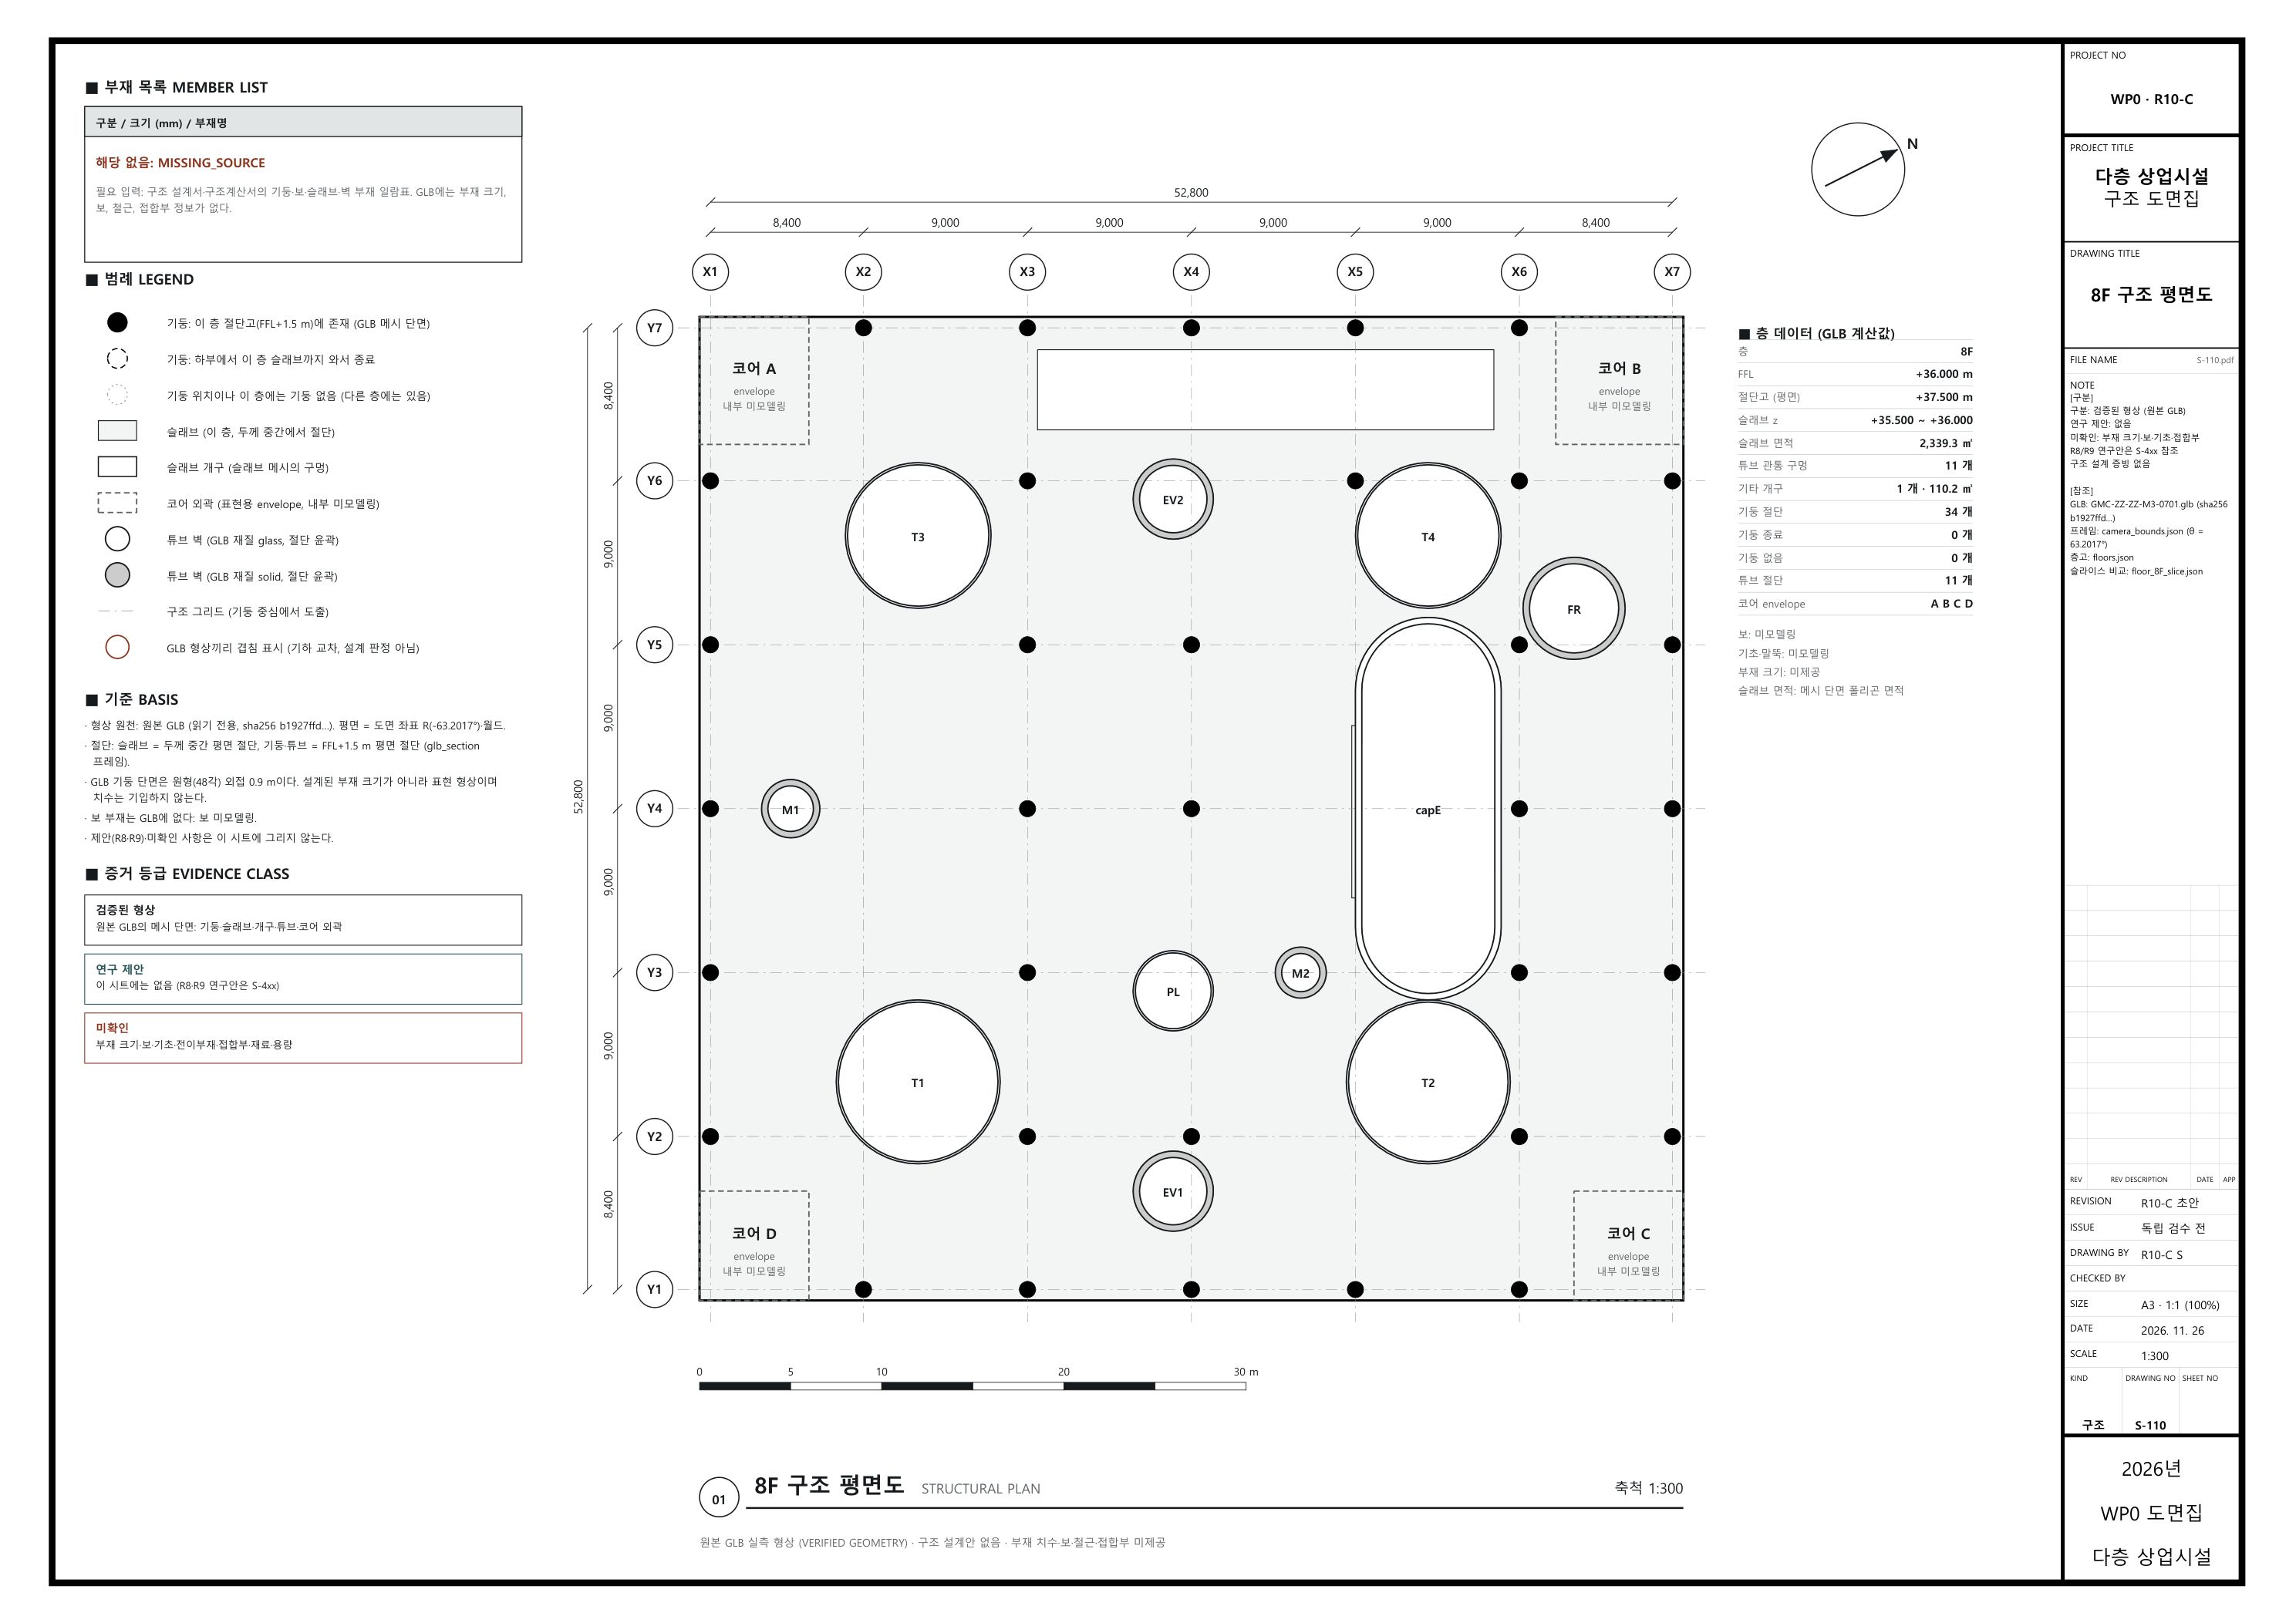 ■ 부재 목록 MEMBER LIST
구분 / 크기 (mm) / 부재명
해당 없음: MISSING_SOURCE
필요 입력: 구조 설계서·구조계산서의 기둥·보·슬래브·벽 부재 일람표. GLB에는 부재 크기,
보, 철근, 접합부 정보가 없다.
■ 범례 LEGEND
기둥: 이 층 절단고(FFL+1.5 m)에 존재 (GLB 메시 단면)
기둥: 하부에서 이 층 슬래브까지 와서 종료
기둥 위치이나 이 층에는 기둥 없음 (다른 층에는 있음)
슬래브 (이 층, 두께 중간에서 절단)
슬래브 개구 (슬래브 메시의 구멍)
코어 외곽 (표현용 envelope, 내부 미모델링)
튜브 벽 (GLB 재질 glass, 절단 윤곽)
튜브 벽 (GLB 재질 solid, 절단 윤곽)
구조 그리드 (기둥 중심에서 도출)
GLB 형상끼리 겹침 표시 (기하 교차, 설계 판정 아님)
■ 기준 BASIS
· 형상 원천: 원본 GLB (읽기 전용, sha256 b1927ffd…). 평면 = 도면 좌표 R(-63.2017°)·월드.
· 절단: 슬래브 = 두께 중간 평면 절단, 기둥·튜브 = FFL+1.5 m 평면 절단 (glb_section
프레임).
· GLB 기둥 단면은 원형(48각) 외접 0.9 m이다. 설계된 부재 크기가 아니라 표현 형상이며
치수는 기입하지 않는다.
· 보 부재는 GLB에 없다: 보 미모델링.
· 제안(R8·R9)·미확인 사항은 이 시트에 그리지 않는다.
■ 증거 등급 EVIDENCE CLASS
검증된 형상
원본 GLB의 메시 단면: 기둥·슬래브·개구·튜브·코어 외곽
연구 제안
이 시트에는 없음 (R8·R9 연구안은 S-4xx)
미확인
부재 크기·보·기초·전이부재·접합부·재료·용량
52,800
8,400 9,000 9,000 9,000 9,000 8,400
X1 X2 X3 X4 X5 X6 X7
Y7
8,400
Y6
9,000
Y5
9,000
52,800
Y4
9,000
Y3
9,000
Y2
8,400
Y1
코어 A
envelope
내부 미모델링
코어 B
envelope
내부 미모델링
EV2
T3
T4
FR
M1
capE
PL
M2
T1
T2
EV1
코어 D
envelope
내부 미모델링
코어 C
envelope
내부 미모델링
0 5 10 20 30 m
01 8F 구조 평면도 STRUCTURAL PLAN 축척 1:300
원본 GLB 실측 형상 (VERIFIED GEOMETRY) · 구조 설계안 없음 · 부재 치수·보·철근·접합부 미제공
N
■ 층 데이터 (GLB 계산값)
층 8F
FFL +36.000 m
절단고 (평면) +37.500 m
슬래브 z +35.500 ~ +36.000
슬래브 면적 2,339.3 ㎡
튜브 관통 구멍 11 개
기타 개구 1 개 · 110.2 ㎡
기둥 절단 34 개
기둥 종료 0 개
기둥 없음 0 개
튜브 절단 11 개
코어 envelope A B C D
보: 미모델링
기초·말뚝: 미모델링
부재 크기: 미제공
슬래브 면적: 메시 단면 폴리곤 면적
PROJECT NO
WP0 · R10-C
PROJECT TITLE
다층 상업시설
구조 도면집
DRAWING TITLE
8F 구조 평면도
FILE NAME S-110.pdf
NOTE
[구분]
구분: 검증된 형상 (원본 GLB)
연구 제안: 없음
미확인: 부재 크기·보·기초·접합부
R8/R9 연구안은 S-4xx 참조
구조 설계 증빙 없음
[참조]
GLB: GMC-ZZ-ZZ-M3-0701.glb (sha256
b1927ffd…)
프레임: camera_bounds.json (θ =
63.2017°)
층고: floors.json
슬라이스 비교: floor_8F_slice.json
REV REV DESCRIPTION DATE APP
REVISION R10-C 초안
ISSUE 독립 검수 전
DRAWING BY R10-C S
CHECKED BY
SIZE A3 · 1:1 (100%)
DATE 2026. 11. 26
SCALE 1:300
KIND DRAWING NO SHEET NO
구조 S-110
2026년
WP0 도면집
다층 상업시설